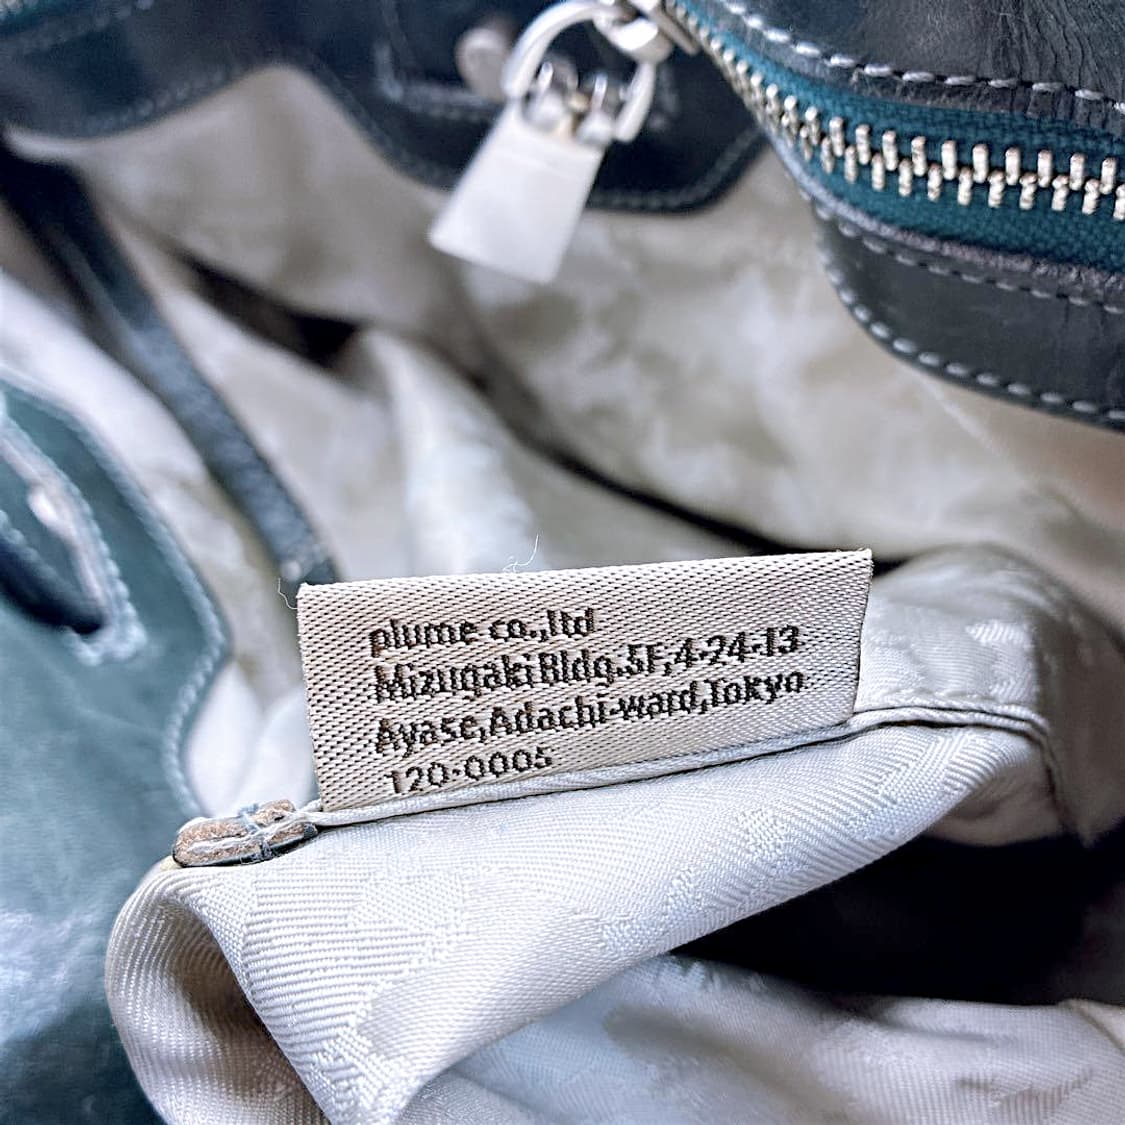 plume co.,ltd
Mizugaki Bldg.5F,4-24-13
Ayase,Adachi-ward,Tokyo
120-0005